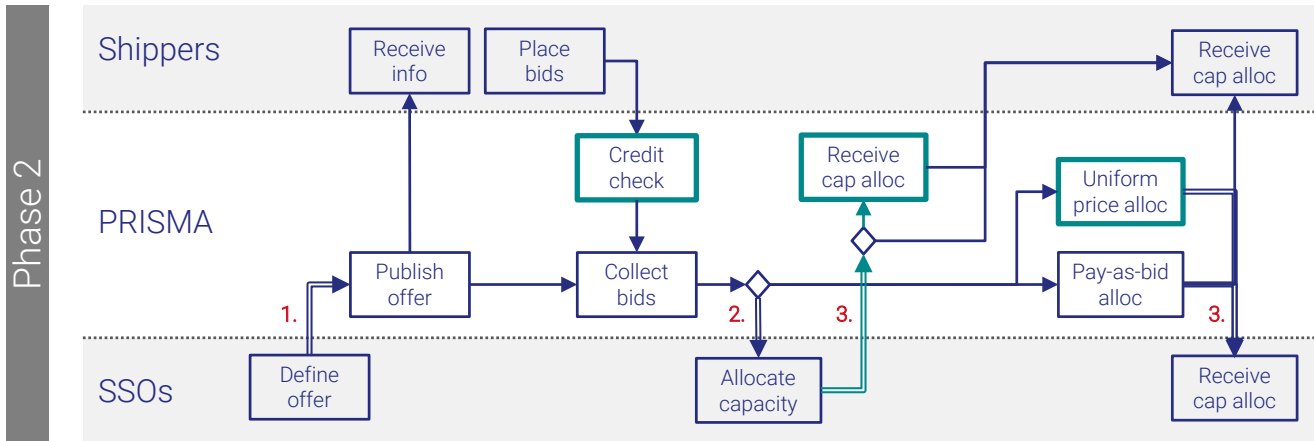 Phase 2
Shippers
Receive
info
Place
bids
Receive
cap alloc
PRISMA
Credit
check
Receive
cap alloc
Uniform
price alloc
Publish
offer
Collect
bids
Pay-as-bid
alloc
1.
2.
3.
3.
SSOs
Define
offer
Allocate
capacity
Receive
cap alloc